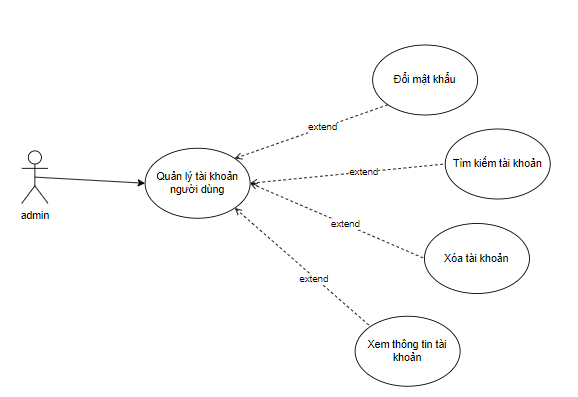 Đổi mật khẩu
extend
Tìm kiếm tài khoản
extend
Quản lý tài khoản
người dùng
admin
extend
Xóa tài khoản
extend
Xem thông tin tài
khoản